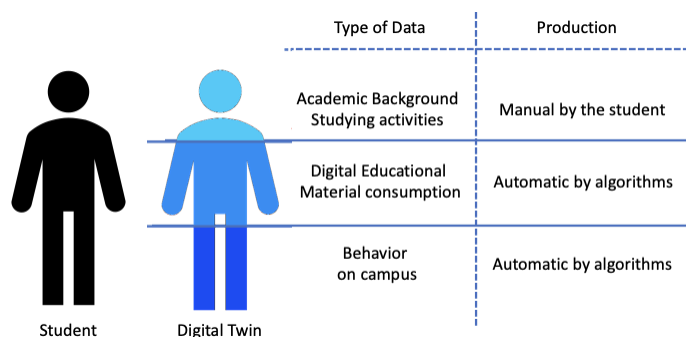 Type of Data
Production
Academic Background
Studying activities
Manual by the student
Digital Educational
Material consumption
Automatic by algorithms
Behavior
on campus
Automatic by algorithms
Student
Digital Twin